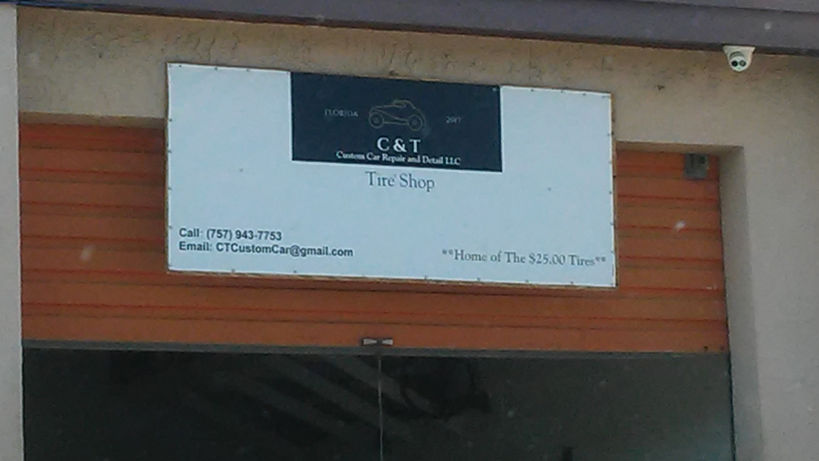 FLORIDA 2017
C & T
Custom Car Repair and Detail LLC
Tire Shop
Call: (757) 943-7753
Email: CTCustomCar@gmail.com
**Home of The $25.00 Tires**